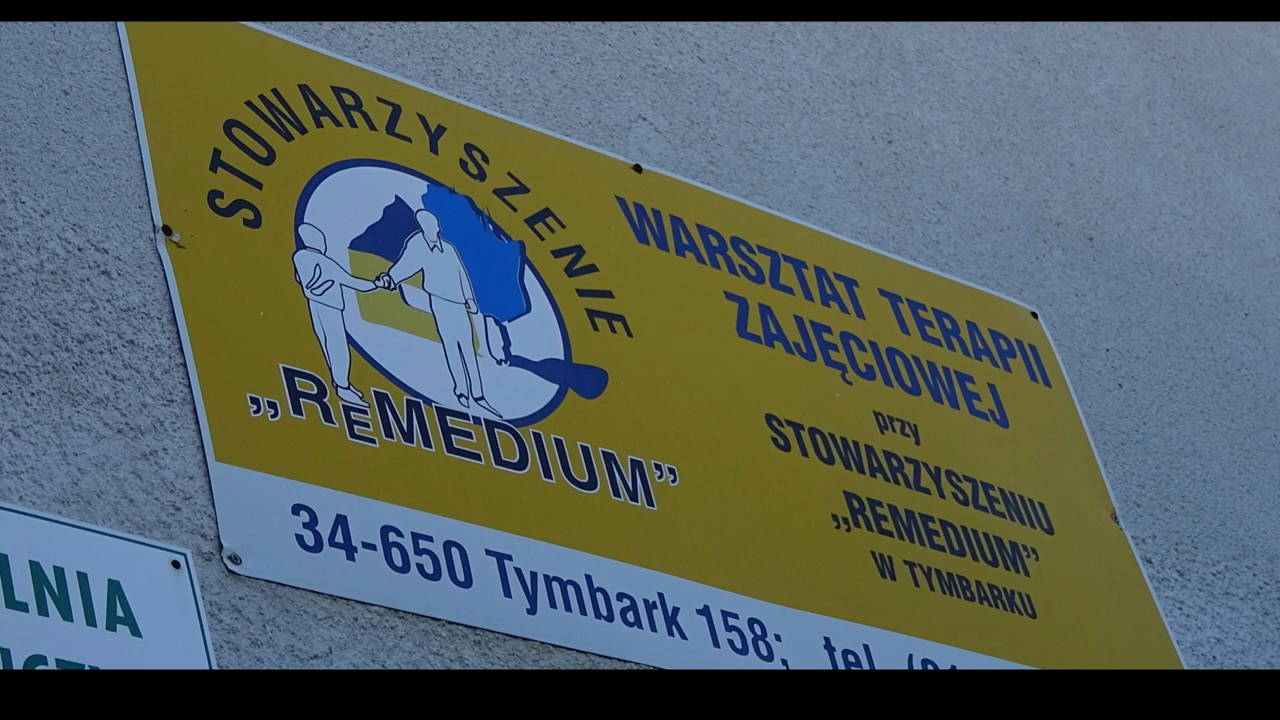 STOWARZYSZENIE
„REMEDIUM”
WARSZTAT TERAPII
ZAJĘCIOWEJ
przy
STOWARZYSZENIU
„REMEDIUM”
W TYMBARKU
34-650 Tymbark 158; tel.
LNIA